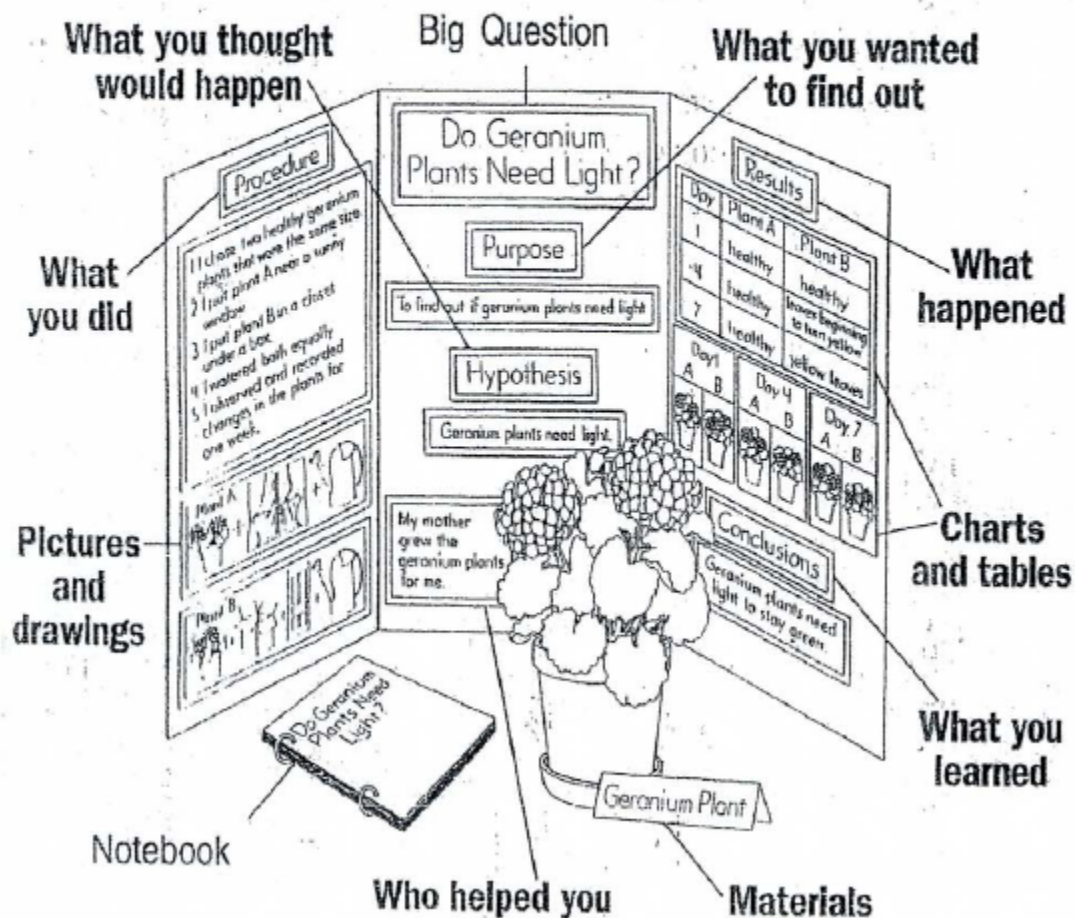 What you thought
would happen
Big Question
What you wanted
to find out
Procedure
1 I chose two healthy geranium
plants that were the same size.
2 I put plant A near a sunny
window
3 I put plant B in a closet
under a box.
4 I watered both equally
5 I observed and recorded
changes in the plants for
one week.
Plant A
Plant B
What
you did
Pictures
and
drawings
Do Geranium
Plants Need Light?
Purpose
To find out if geranium plants need light
Hypothesis
Geranium plants need light.
My mother
grew the
geranium plants
for me.
Results
Day Plant A Plant B
1 healthy healthy
4 healthy leaves beginning
to turn yellow
7 healthy yellow leaves
Day 1 Day 4 Day 7
A B A B A B
Conclusions
Geranium plants need
light to stay green
What
happened
Charts
and tables
What you
learned
Do Geranium
Plants Need
Light?
Geranium Plant
Notebook
Who helped you
Materials